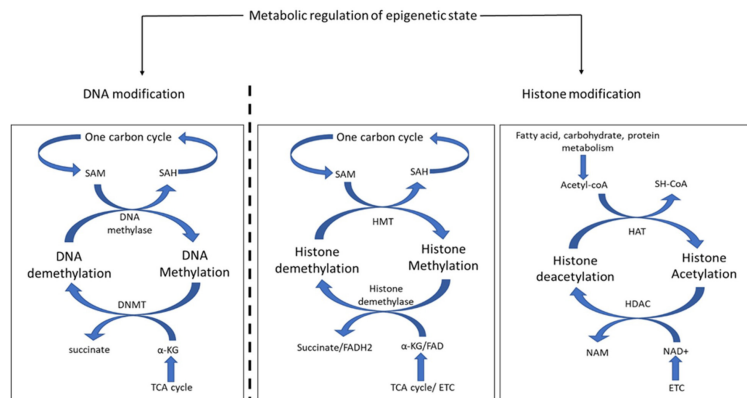 Metabolic regulation of epigenetic state
DNA modification
Histone modification
One carbon cycle
SAM
SAH
DNA
methylase
DNA
demethylation
DNA
Methylation
DNMT
succinate
α-KG
TCA cycle
One carbon cycle
SAM
SAH
HMT
Histone
demethylation
Histone
Methylation
Histone
demethylase
Succinate/FADH2
α-KG/FAD
TCA cycle/ ETC
Fatty acid, carbohydrate, protein
metabolism
Acetyl-coA
SH-CoA
HAT
Histone
deacetylation
Histone
Acetylation
HDAC
NAM
NAD+
ETC